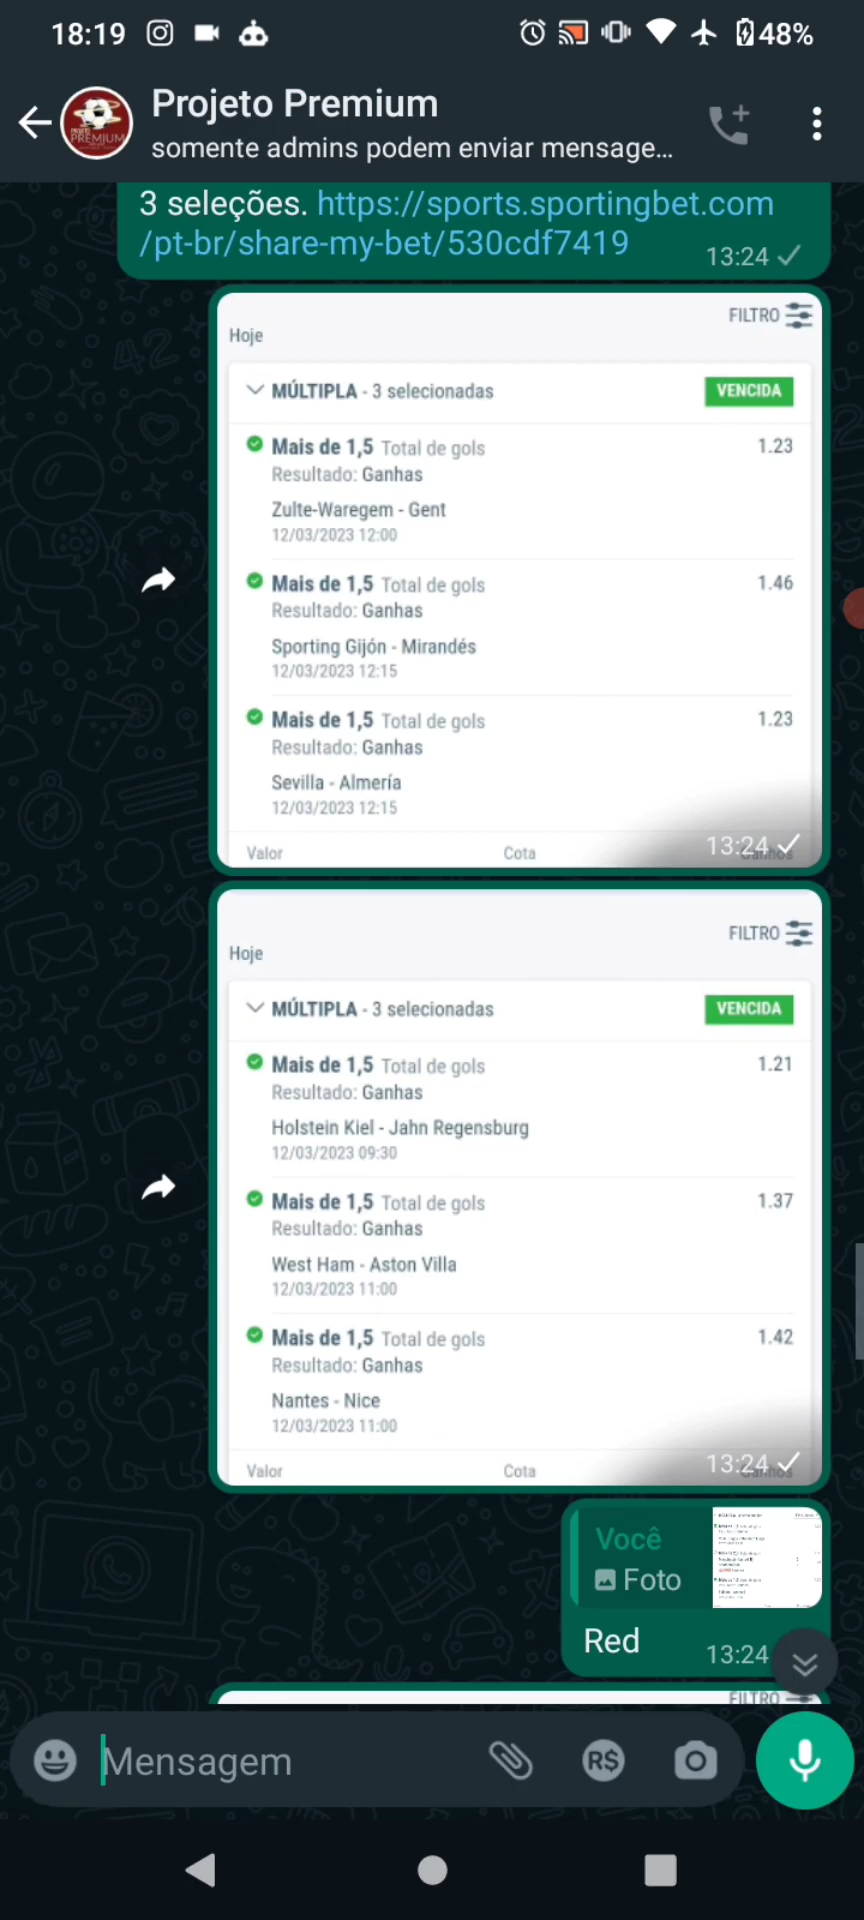 18:19
48%
Projeto Premium
somente admins podem enviar mensage...
3 seleções. https://sports.sportingbet.com
/pt-br/share-my-bet/530cdf7419
13:24
FILTRO
Hoje
MÚLTIPLA - 3 selecionadas
VENCIDA
Mais de 1,5 Total de gols 1.23
Resultado: Ganhas
Zulte-Waregem - Gent
12/03/2023 12:00
Mais de 1,5 Total de gols 1.46
Resultado: Ganhas
Sporting Gijón - Mirandés
12/03/2023 12:15
Mais de 1,5 Total de gols 1.23
Resultado: Ganhas
Sevilla - Almería
12/03/2023 12:15
Valor Cota Ganhos
13:24
FILTRO
Hoje
MÚLTIPLA - 3 selecionadas
VENCIDA
Mais de 1,5 Total de gols 1.21
Resultado: Ganhas
Holstein Kiel - Jahn Regensburg
12/03/2023 09:30
Mais de 1,5 Total de gols 1.37
Resultado: Ganhas
West Ham - Aston Villa
12/03/2023 11:00
Mais de 1,5 Total de gols 1.42
Resultado: Ganhas
Nantes - Nice
12/03/2023 11:00
Valor Cota Ganhos
13:24
Você
Foto
Red
13:24
FILTRO
Mensagem
R$